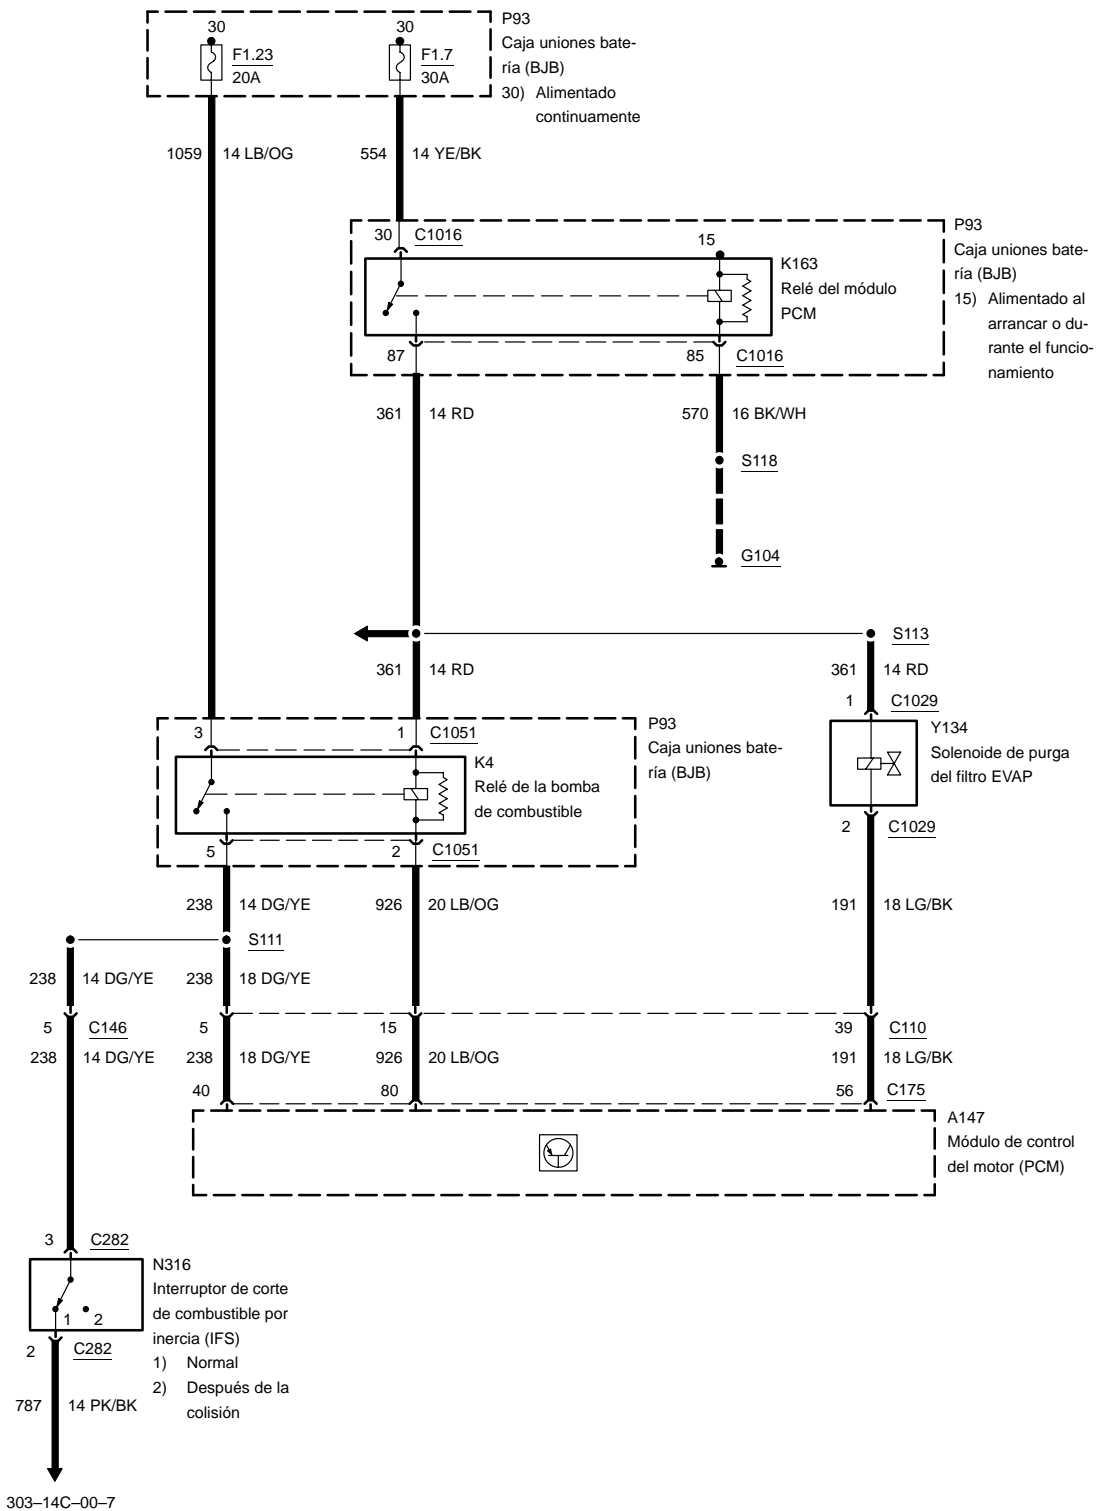 30
F1.23
20A
30
F1.7
30A
P93
Caja uniones bate-
ría (BJB)
30) Alimentado
continuamente
1059
14 LB/OG
554
14 YE/BK
30
C1016
15
K163
Relé del módulo
PCM
P93
Caja uniones bate-
ría (BJB)
15) Alimentado al
arrancar o du-
rante el funcio-
namiento
87
85
C1016
361
14 RD
570
16 BK/WH
S118
G104
S113
361
14 RD
361
14 RD
1
C1029
3
1
C1051
P93
Caja uniones bate-
ría (BJB)
K4
Relé de la bomba
de combustible
Y134
Solenoide de purga
del filtro EVAP
5
2
C1051
2
C1029
238
14 DG/YE
926
20 LB/OG
191
18 LG/BK
S111
238
14 DG/YE
238
18 DG/YE
5
C146
5
15
39
C110
238
14 DG/YE
238
18 DG/YE
926
20 LB/OG
191
18 LG/BK
40
80
56
C175
A147
Módulo de control
del motor (PCM)
3
C282
N316
Interruptor de corte
de combustible por
inercia (IFS)
1) Normal
2) Después de la
colisión
1
2
2
C282
787
14 PK/BK
303–14C–00–7